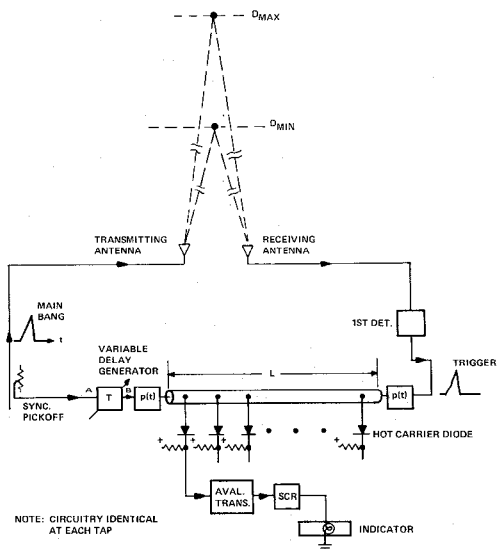 DMAX
DMIN
TRANSMITTING
ANTENNA
RECEIVING
ANTENNA
MAIN
BANG
t
1ST DET.
VARIABLE
DELAY
GENERATOR
L
TRIGGER
A
T
B
p(t)
p(t)
SYNC.
PICKOFF
+
+
+
+
HOT CARRIER DIODE
AVAL.
TRANS.
SCR
NOTE: CIRCUITRY IDENTICAL
AT EACH TAP
INDICATOR